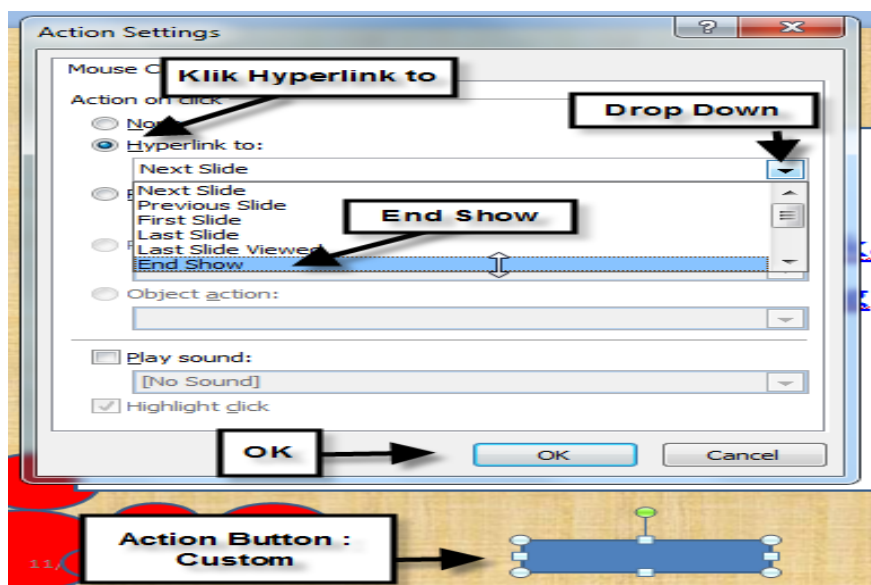 Action Settings
Mouse C
Klik Hyperlink to
Action on click
Drop Down
Hyperlink to:
Next Slide
Next Slide
Previous Slide
First Slide
End Show
Last Slide
Last Slide Viewed
End Show
Object action:
Play sound:
[No Sound]
Highlight click
OK
OK
Cancel
Action Button :
Custom
11/